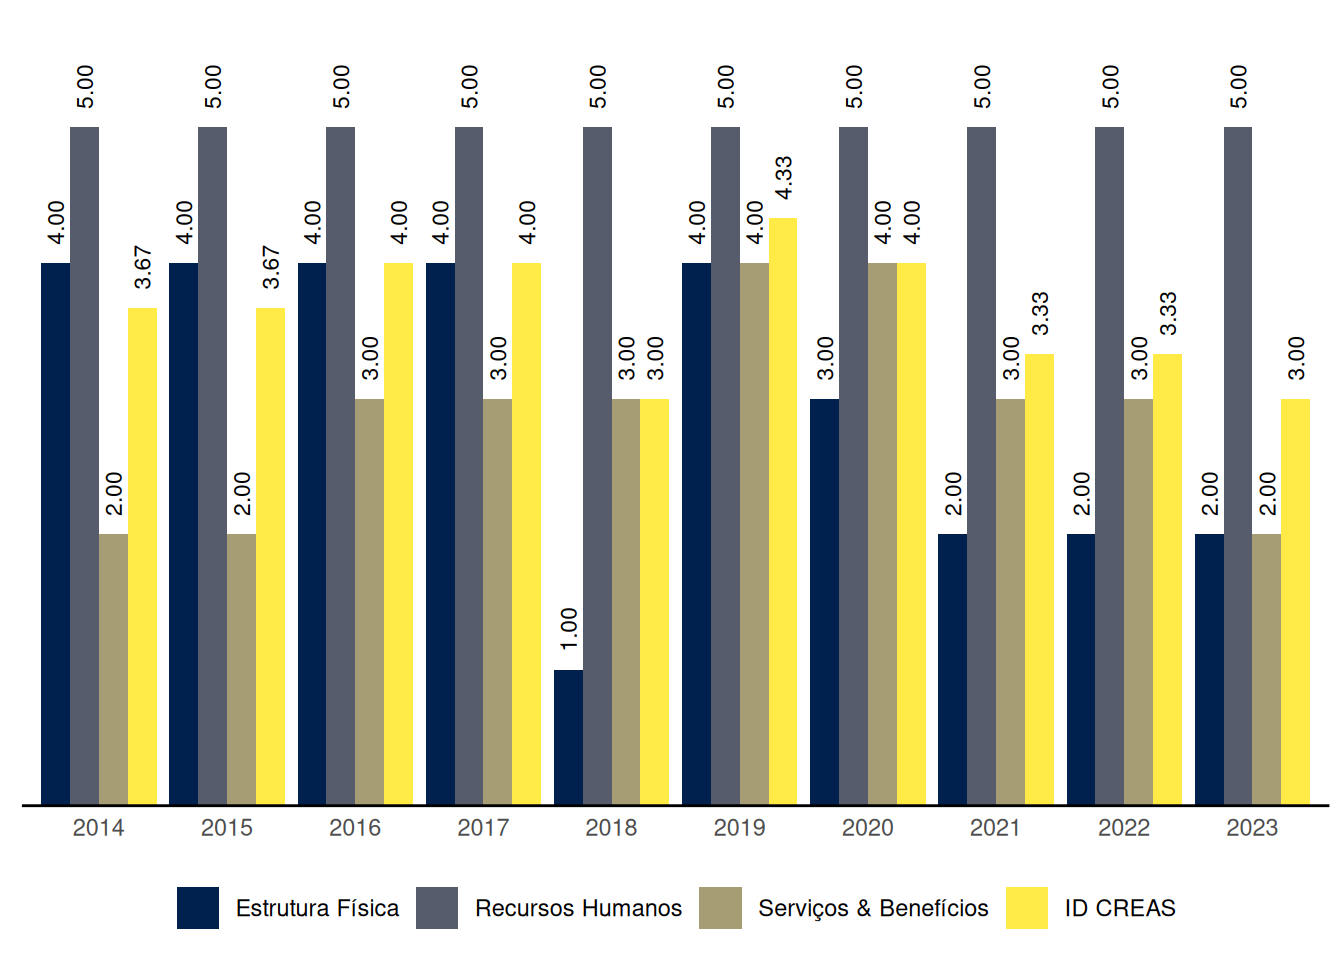 5.00 5.00 5.00 5.00 5.00 5.00 5.00 5.00 5.00 5.00
4.33
4.00 4.00 4.00 4.00 4.00 4.00 4.00 4.00 4.00 4.00
3.67 3.67
3.33 3.33
3.00 3.00 3.00 3.00 3.00 3.00 3.00 3.00
2.00 2.00 2.00 2.00 2.00 2.00
1.00
2014 2015 2016 2017 2018 2019 2020 2021 2022 2023
Estrutura Física Recursos Humanos Serviços & Benefícios ID CREAS